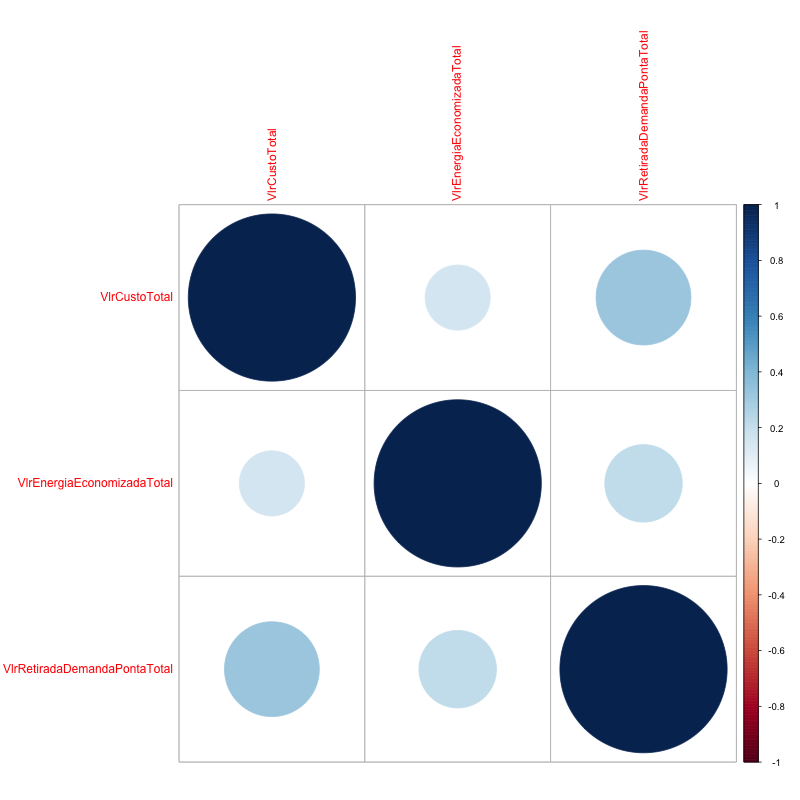 VlrCustoTotal
VlrEnergiaEconomizadaTotal
VlrRetiradaDemandaPontaTotal
VlrCustoTotal
VlrEnergiaEconomizadaTotal
VlrRetiradaDemandaPontaTotal
1
0.8
0.6
0.4
0.2
0
-0.2
-0.4
-0.6
-0.8
-1